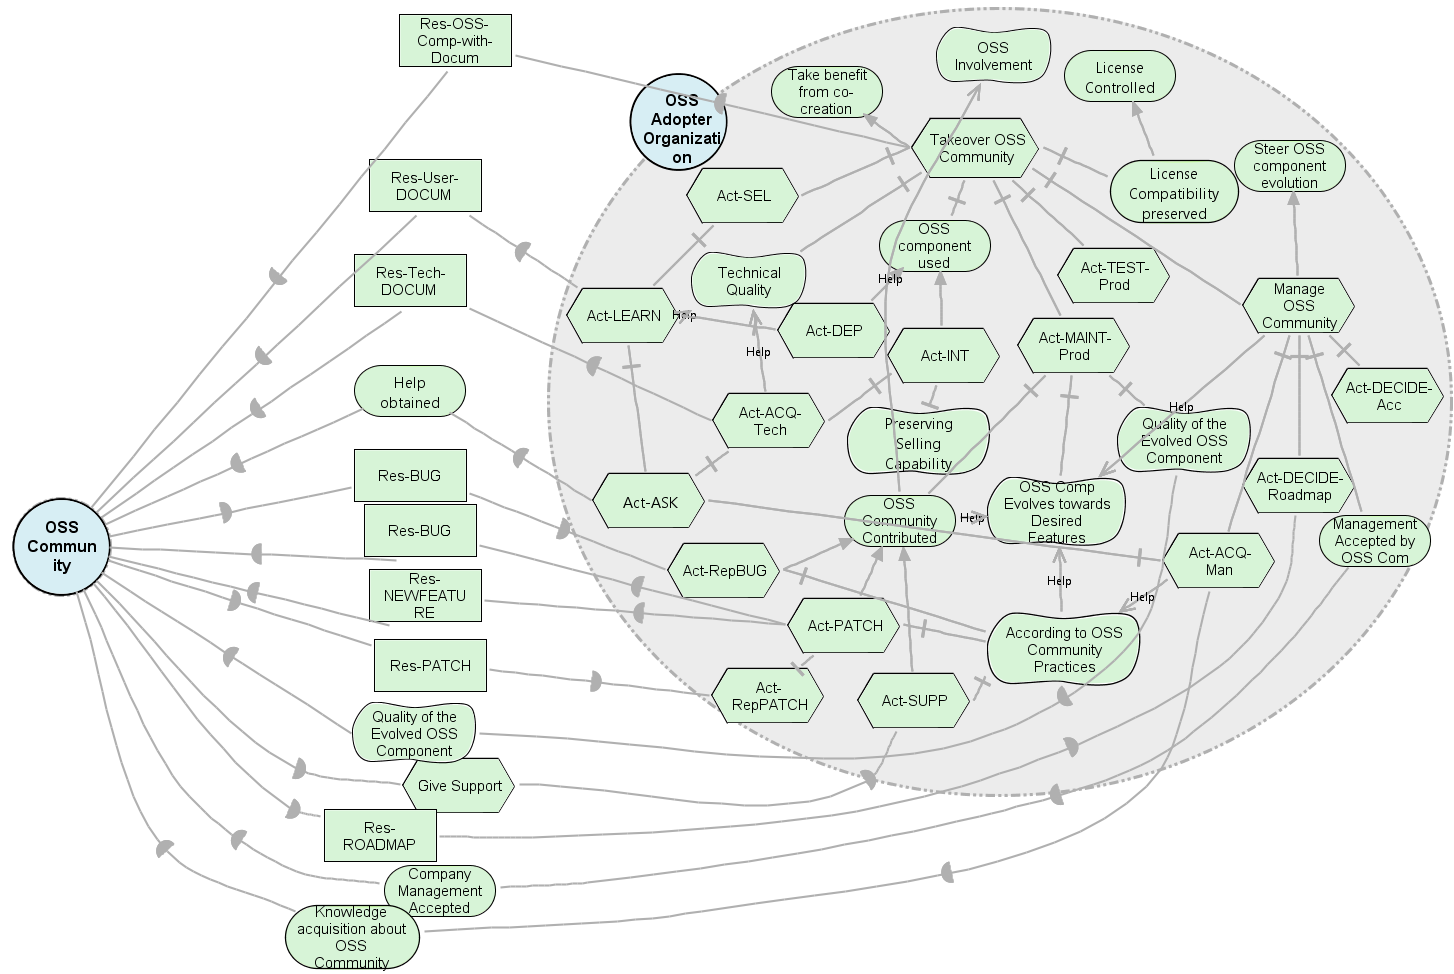 Res-OSS-
Comp-with-
Docum
Res-User-
DOCUM
Res-Tech-
DOCUM
Help
obtained
Res-BUG
Res-BUG
Res-
NEWFEATU
RE
Res-PATCH
Quality of the
Evolved OSS
Component
Give Support
Res-
ROADMAP
Company
Management
Accepted
Knowledge
acquisition about
OSS
Community
OSS
Commun
ity
OSS
Adopter
Organizati
on
Take benefit
from co-
creation
OSS
Involvement
License
Controlled
Takeover OSS
Community
License
Compatibility
preserved
Steer OSS
component
evolution
Act-SEL
OSS
component
used
Technical
Quality
Act-TEST-
Prod
Manage
OSS
Community
Help
Act-LEARN
Help
Act-DEP
Act-INT
Act-MAINT-
Prod
Help
Act-DECIDE-
Acc
Act-ACQ-
Tech
Preserving
Selling
Capability
Help
Quality of the
Evolved OSS
Component
Act-ASK
OSS
Community
Contributed
Help
OSS Comp
Evolves towards
Desired
Features
Act-DECIDE-
Roadmap
Management
Accepted by
OSS Com
Act-RepBUG
Act-ACQ-
Man
Help
Help
Act-PATCH
According to OSS
Community
Practices
Act-
RepPATCH
Act-SUPP